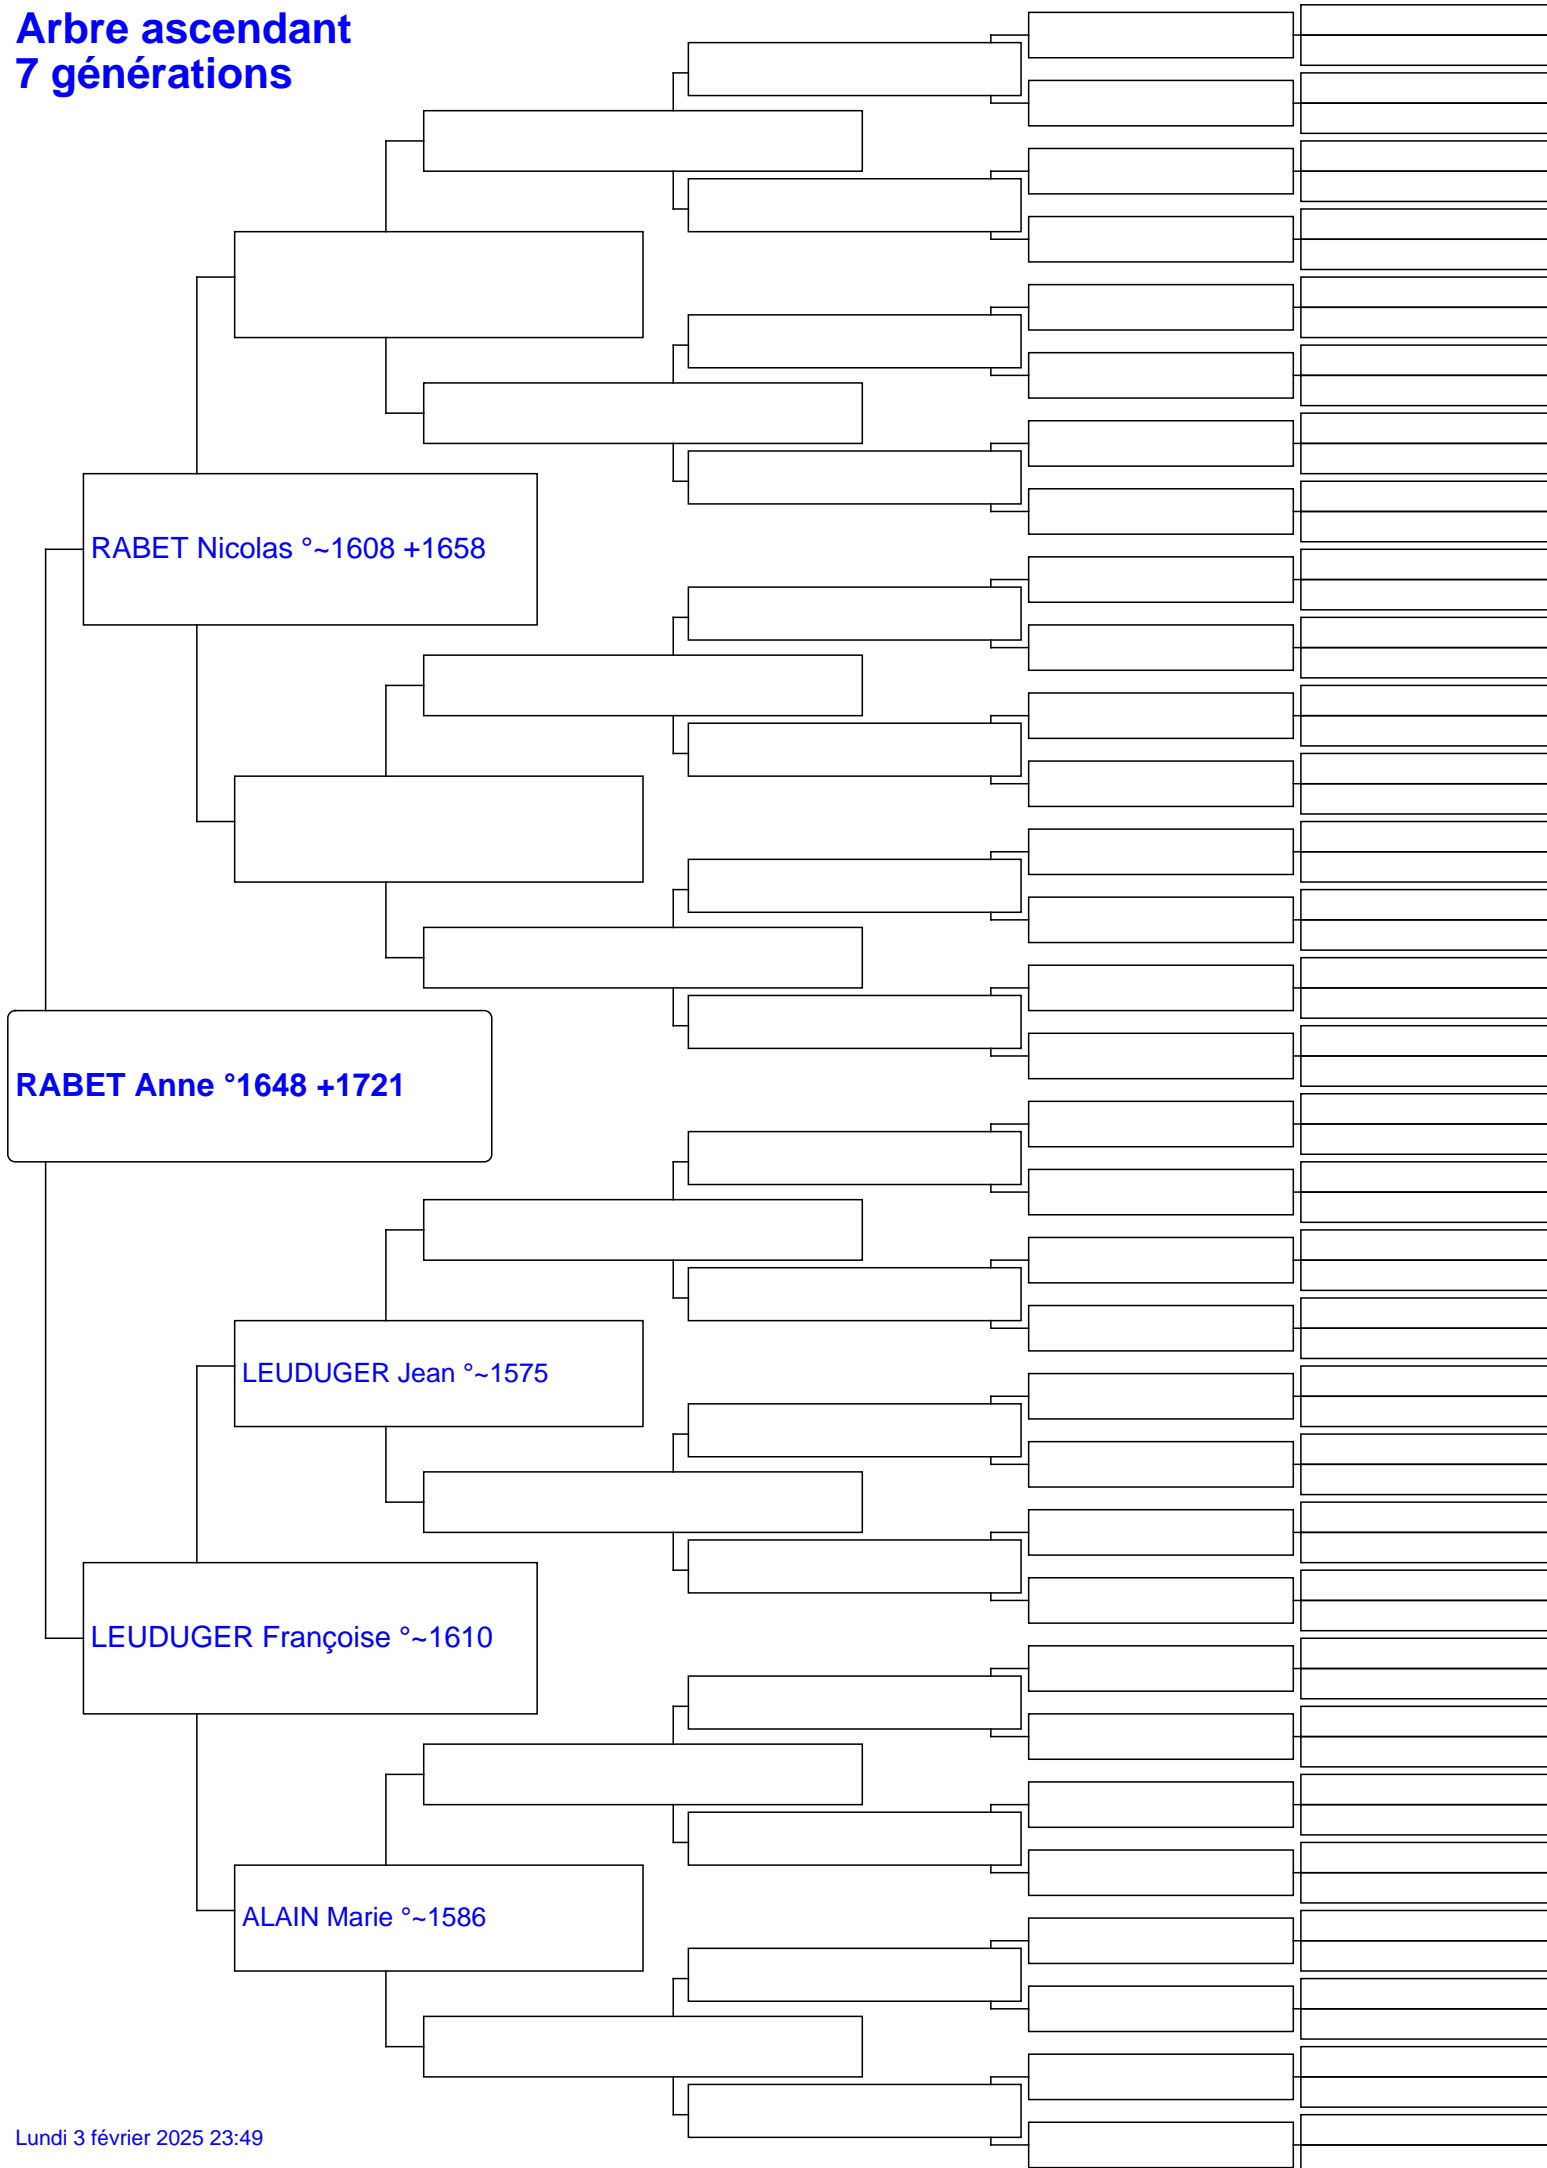 Arbre ascendant
7 générations
RABET Nicolas °~1608 +1658
RABET Anne °1648 +1721
LEUDUGER Jean °~1575
LEUDUGER Françoise °~1610
ALAIN Marie °~1586
Lundi 3 février 2025 23:49